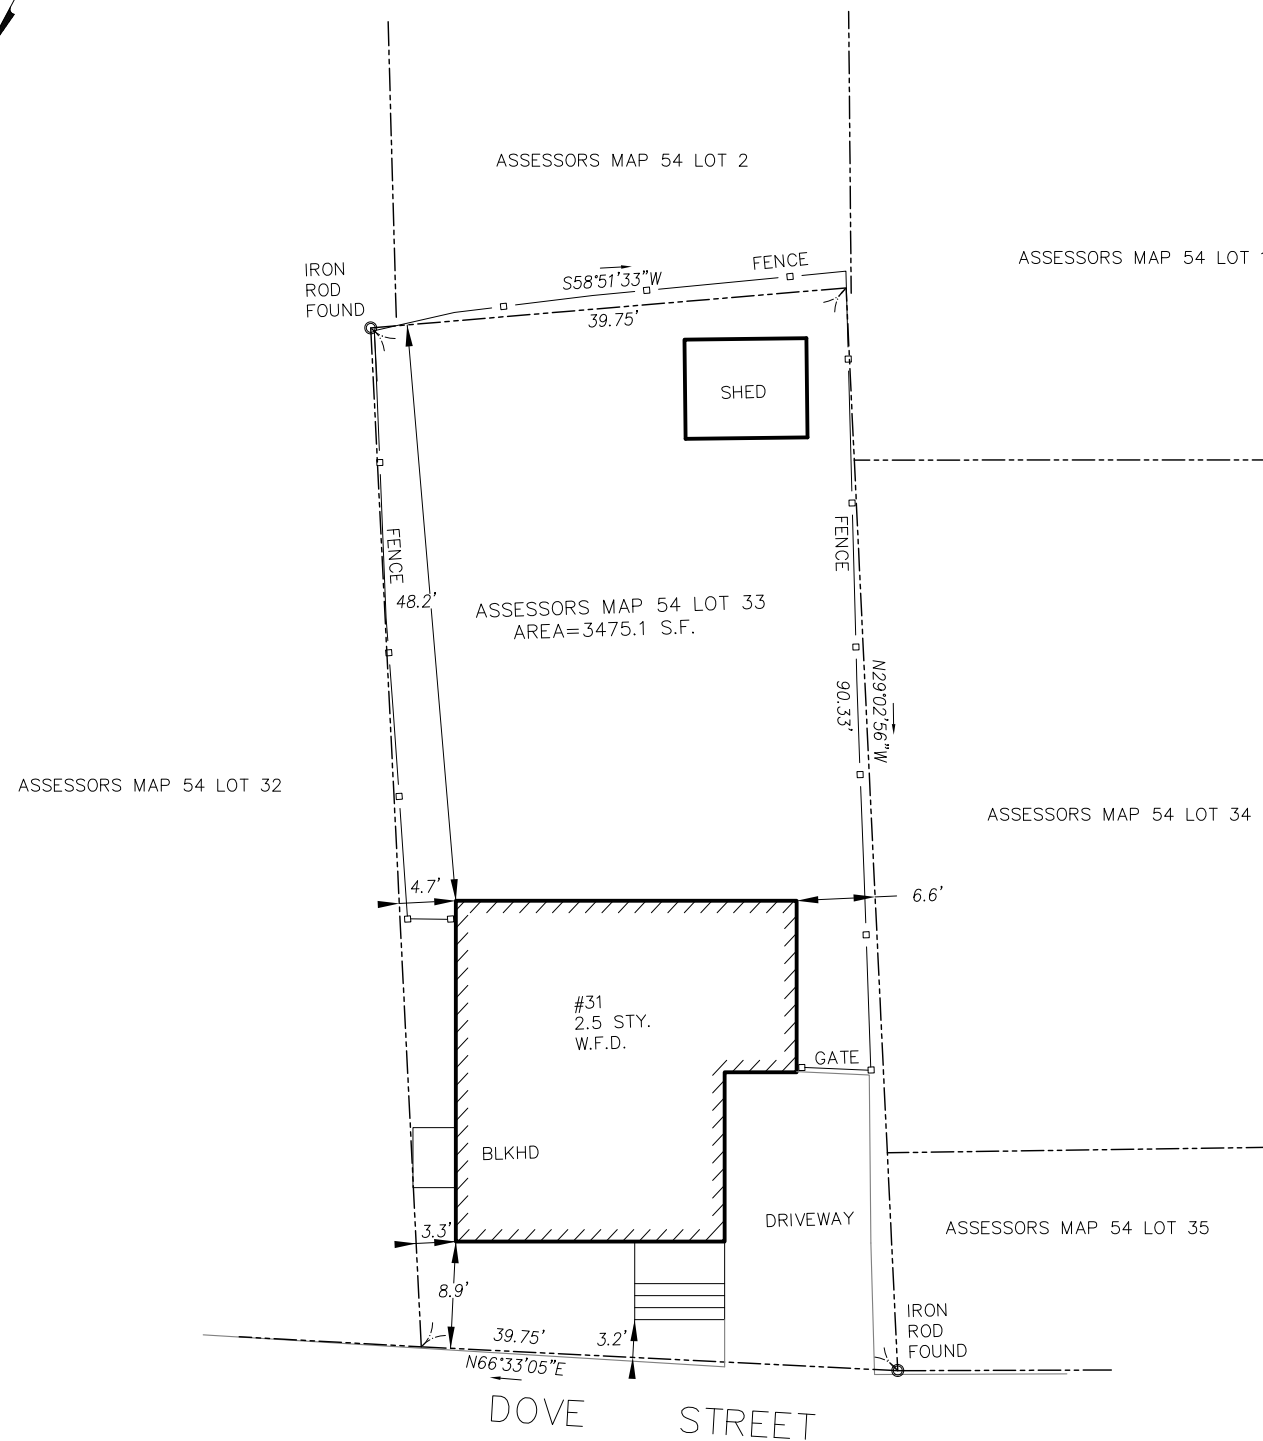 ASSESSORS MAP 54 LOT 2
ASSESSORS MAP 54 LOT
IRON
ROD
FOUND
S58°51'33"W
FENCE
39.75'
SHED
FENCE
48.2'
FENCE
ASSESSORS MAP 54 LOT 33
AREA=3475.1 S.F.
N29°02'56"W
90.33'
ASSESSORS MAP 54 LOT 32
ASSESSORS MAP 54 LOT 34
4.7'
6.6'
#31
2.5 STY.
W.F.D.
GATE
BLKHD
DRIVEWAY
ASSESSORS MAP 54 LOT 35
3.3'
8.9'
39.75'
3.2'
N66°33'05"E
IRON
ROD
FOUND
DOVE STREET